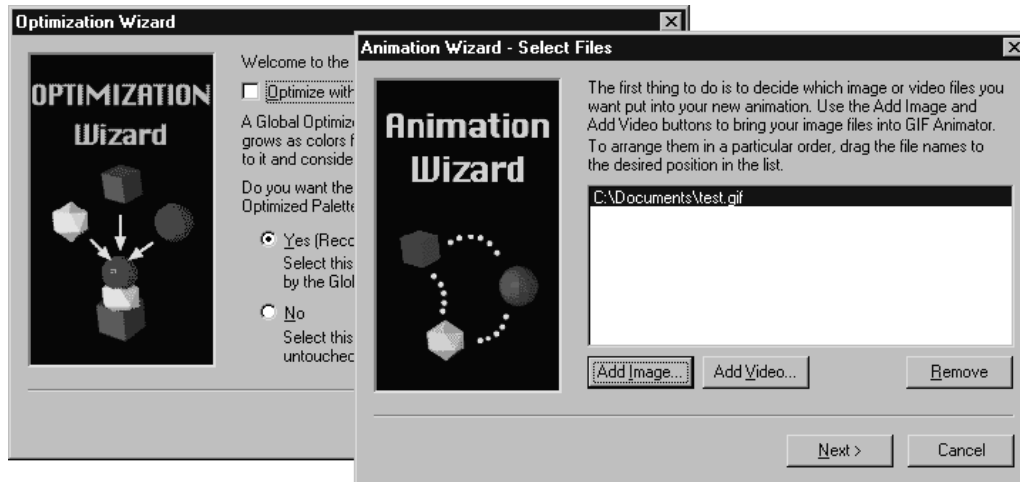 Optimization Wizard
OPTIMIZATION
Wizard
Welcome to the
Optimize with
A Global Optimiz
grows as colors f
to it and conside
Do you want the
Optimized Palette
Yes (Reco
Select this
by the Glob
No
Select this
untouched
Animation Wizard - Select Files
Animation
Wizard
The first thing to do is to decide which image or video files you
want put into your new animation. Use the Add Image and
Add Video buttons to bring your image files into GIF Animator.
To arrange them in a particular order, drag the file names to
the desired position in the list.
C:\Documents\test.gif
Add Image... Add Video... Remove
Next > Cancel